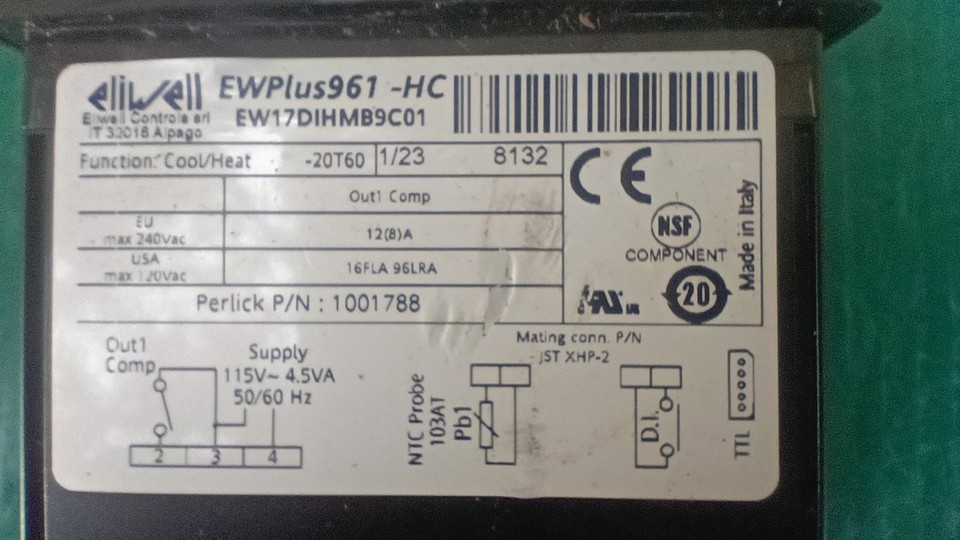 eliwell EWPlus961 -HC
Eliwell Controls srl EW17DIHMB9C01
IT 32016 Alpago
Function: Cool/Heat -20T60 1/23 8132
Out1 Comp
EU
max 240Vac 12(8)A
USA
max 120Vac 16FLA 96LRA
Perlick P/N : 1001788
CE
NSF
COMPONENT
Made in Italy
20
Out1
Comp
Supply
115V~ 4.5VA
50/60 Hz
2 3 4
Mating conn. P/N
JST XHP-2
NTC Probe
103AT
Pb1
D.I.
TTL